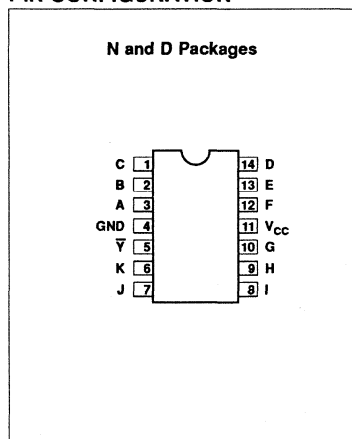 N and D Packages
C 1 14 D
B 2 13 E
A 3 12 F
GND 4 11 VCC
Y̅ 5 10 G
K 6 9 H
J 7 8 I